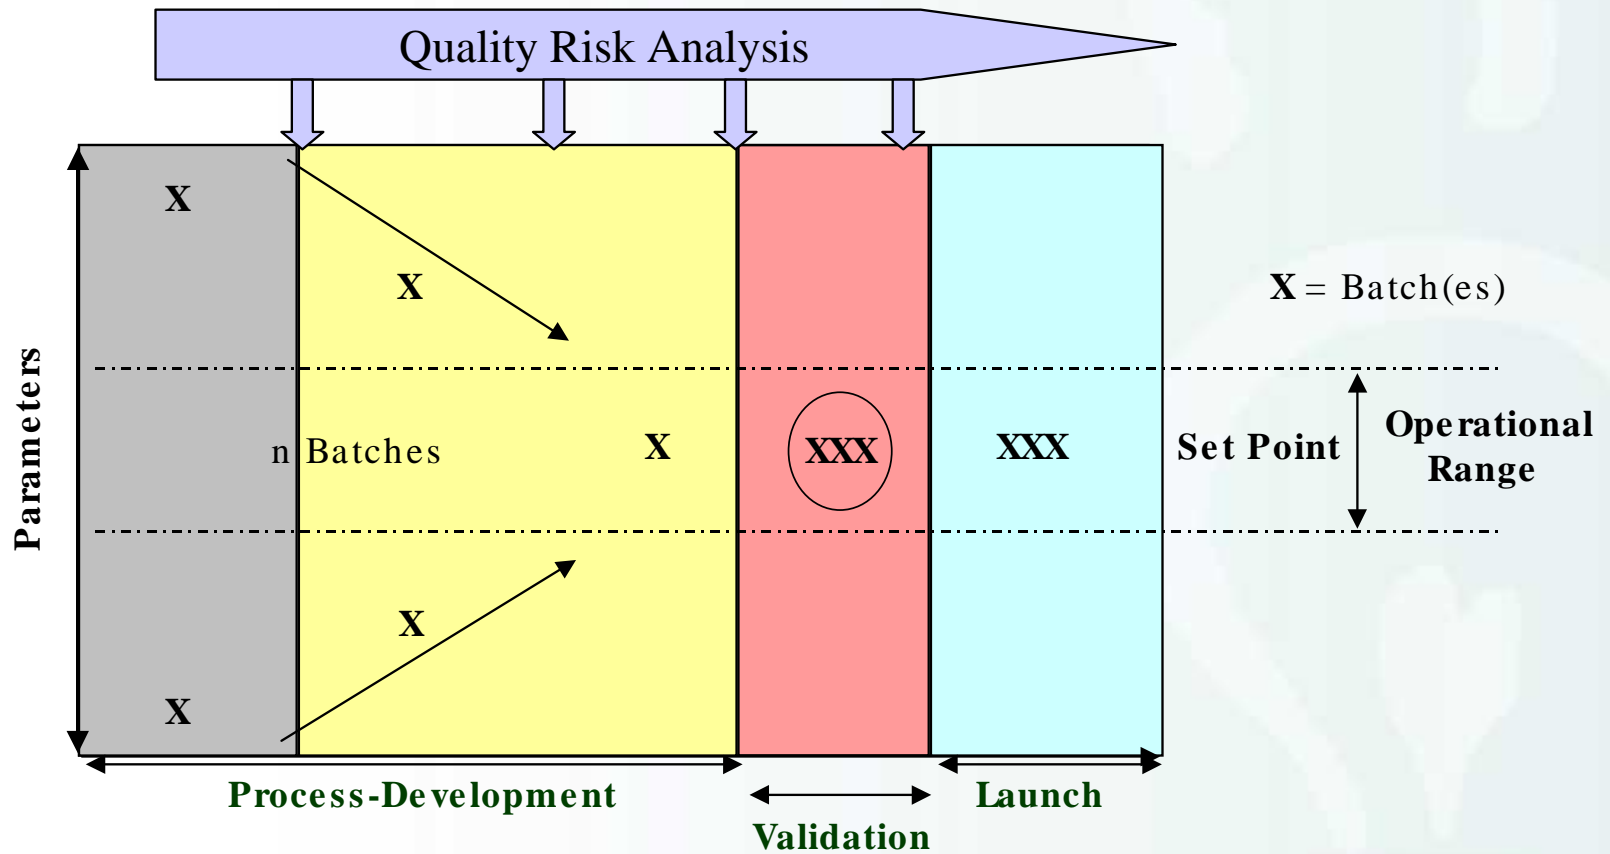 Quality Risk Analysis
X
X
X = Batch(es)
Parameters
n Batches
X
XXX
XXX
Set Point
Operational
Range
X
X
Process-Development
Launch
Validation